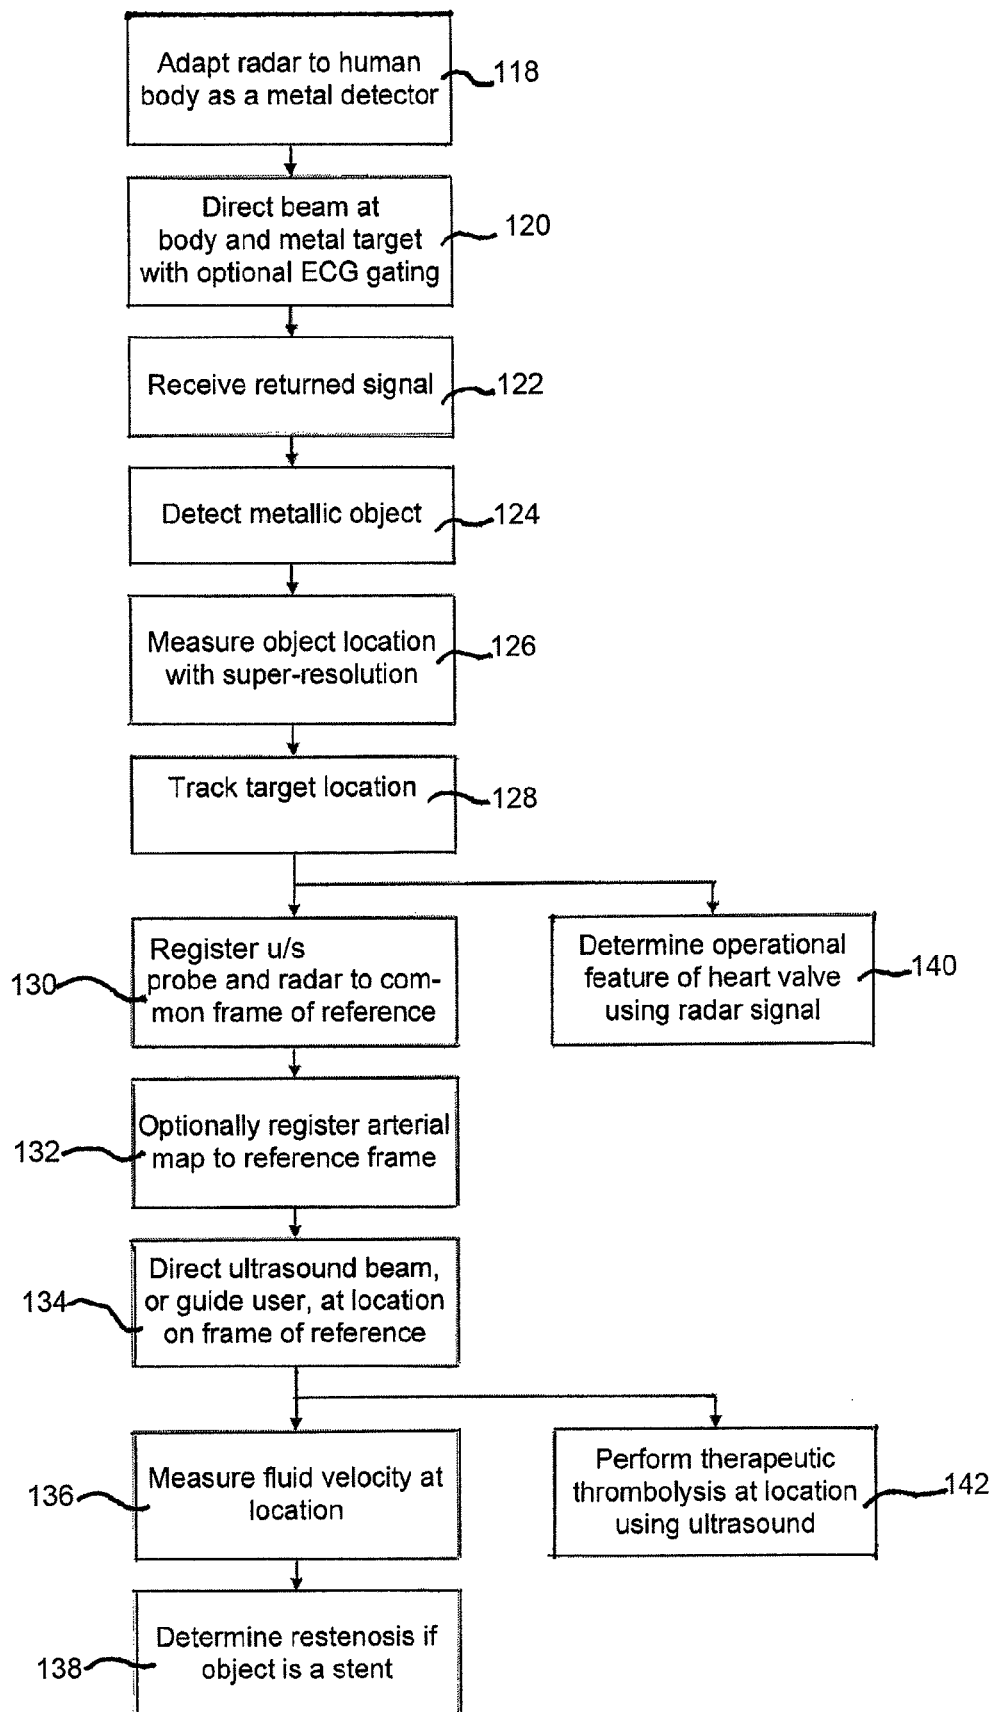 Adapt radar to human
body as a metal detector
118
Direct beam at
body and metal target
with optional ECG gating
120
Receive returned signal
122
Detect metallic object
124
Measure object location
with super-resolution
126
Track target location
128
Register u/s
probe and radar to com-
mon frame of reference
130
Determine operational
feature of heart valve
using radar signal
140
Optionally register arterial
map to reference frame
132
Direct ultrasound beam,
or guide user, at location
on frame of reference
134
Measure fluid velocity at
location
136
Perform therapeutic
thrombolysis at location
using ultrasound
142
Determine restenosis if
object is a stent
138